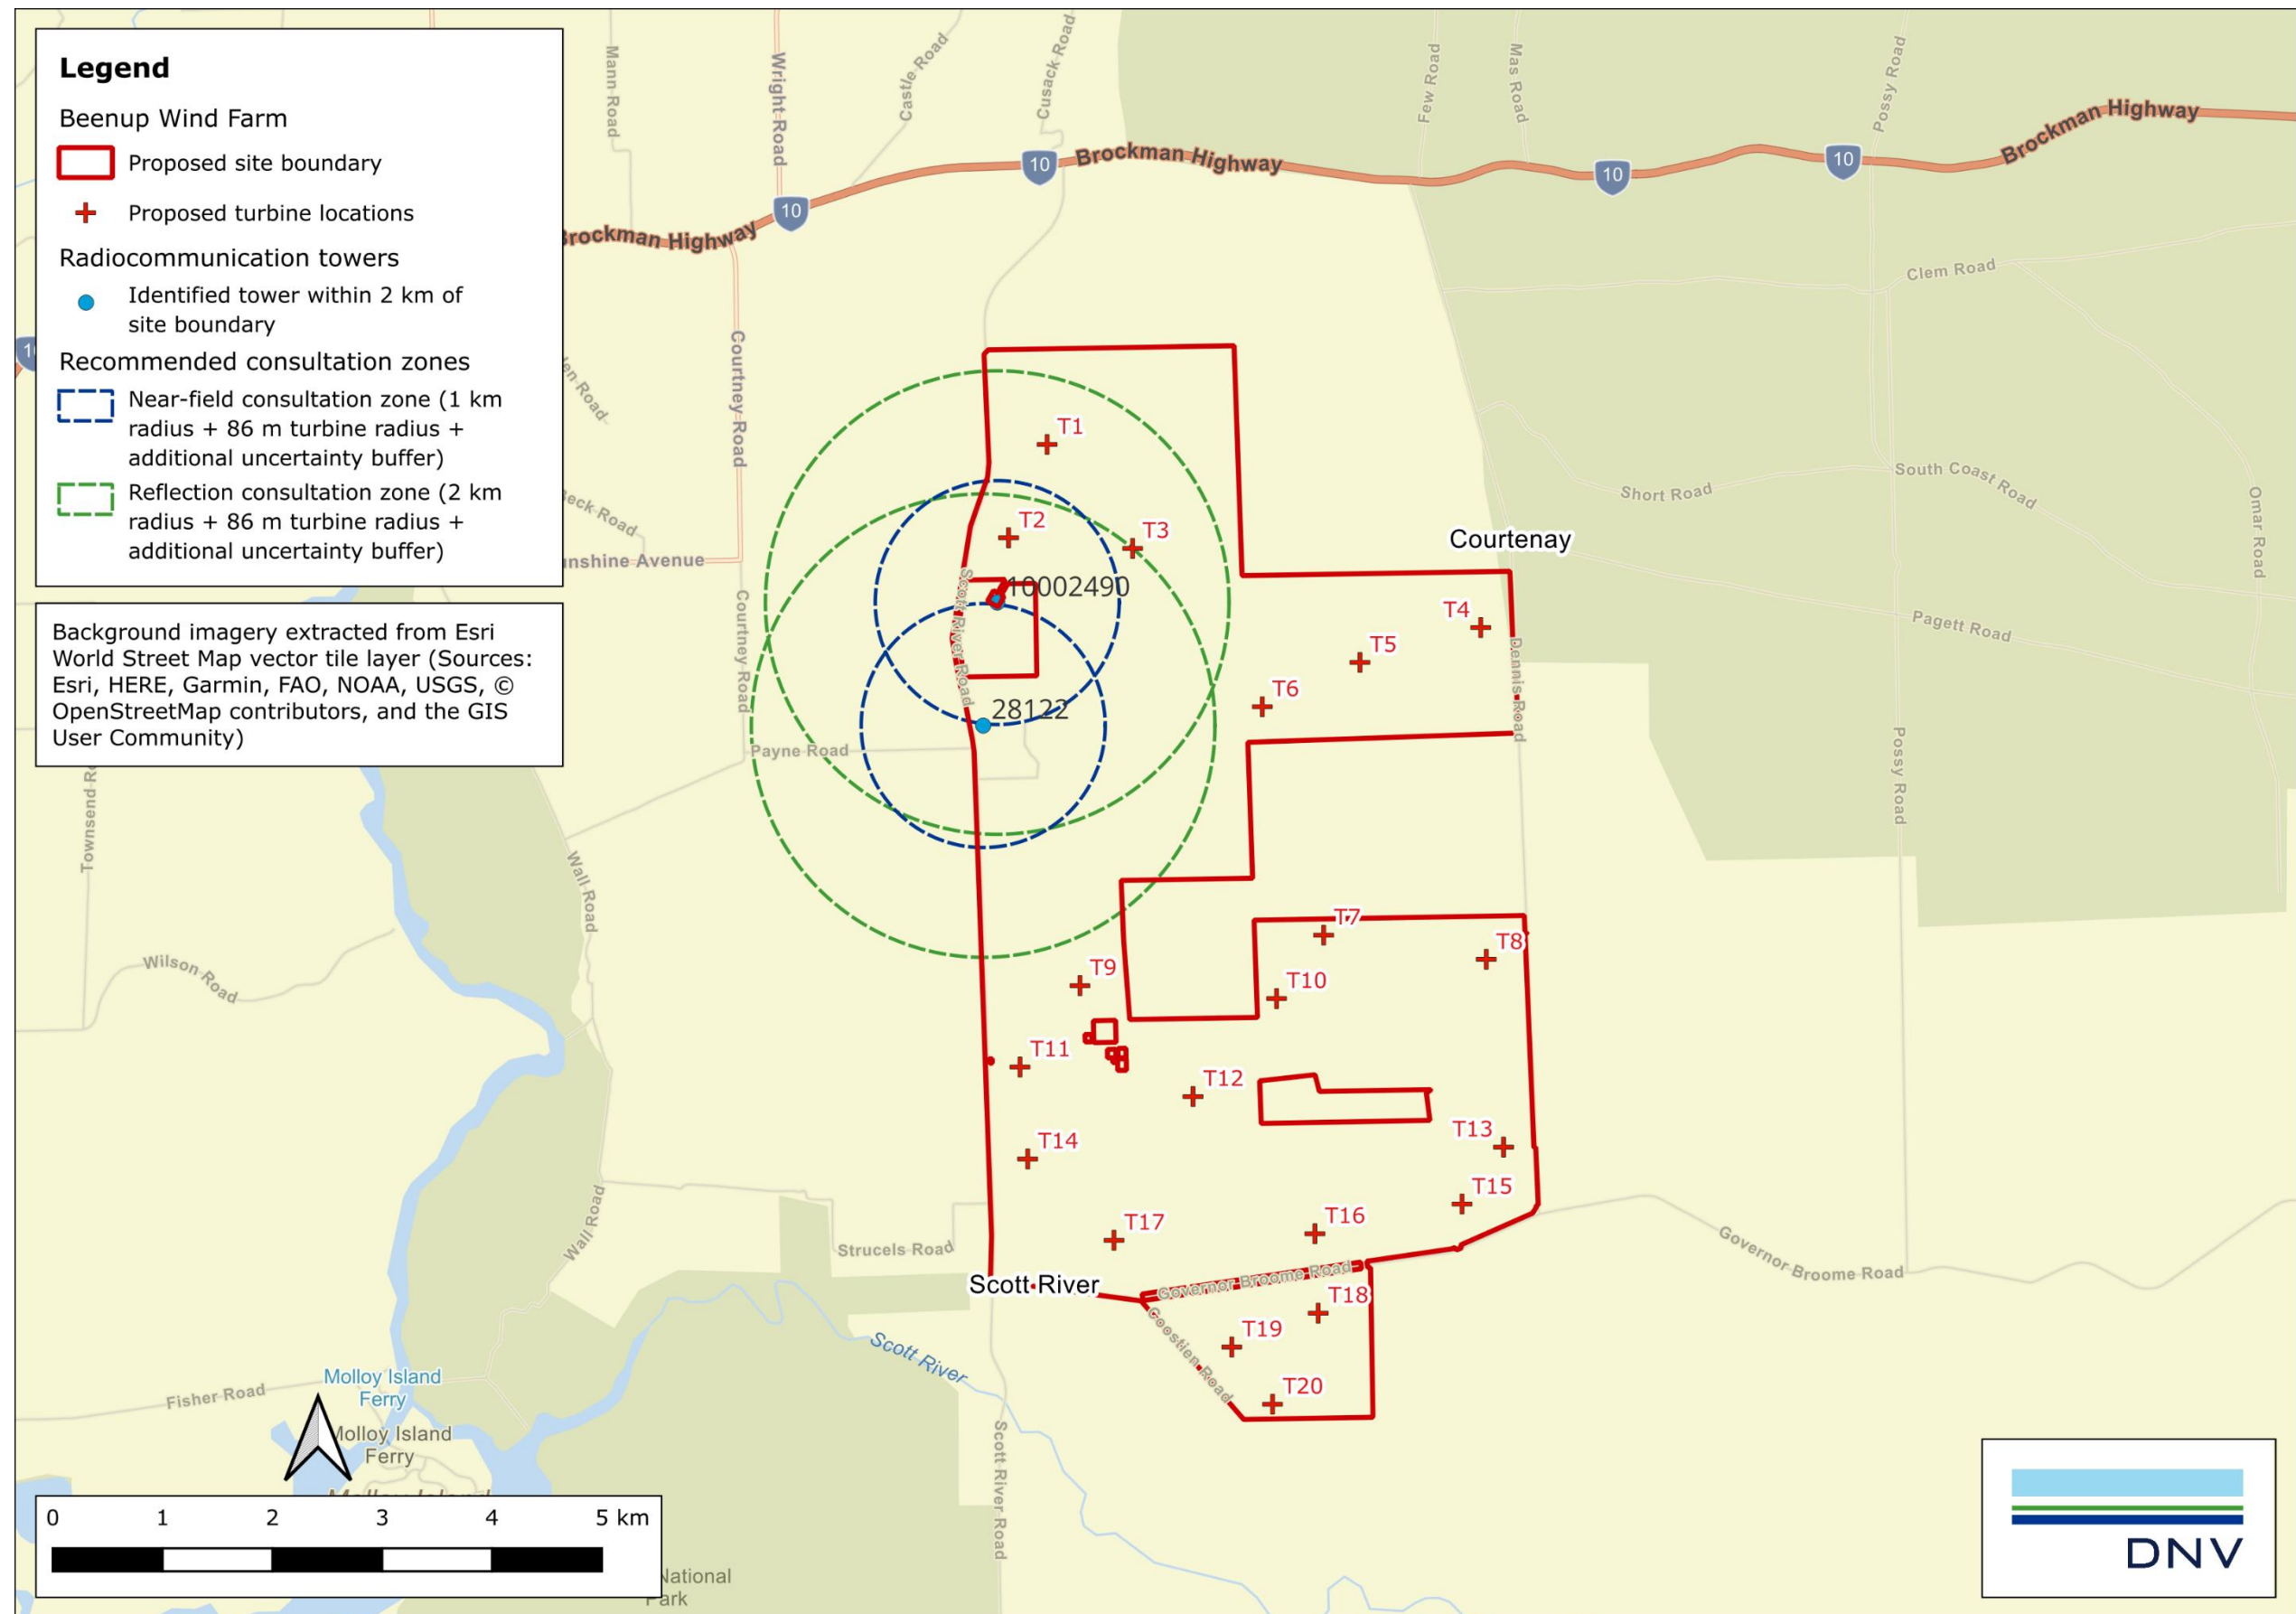 Legend
Beenup Wind Farm
Proposed site boundary
Proposed turbine locations
Radiocommunication towers
Identified tower within 2 km of
site boundary
Recommended consultation zones
Near-field consultation zone (1 km
radius + 86 m turbine radius +
additional uncertainty buffer)
Reflection consultation zone (2 km
radius + 86 m turbine radius +
additional uncertainty buffer)
Background imagery extracted from Esri
World Street Map vector tile layer (Sources:
Esri, HERE, Garmin, FAO, NOAA, USGS, ©
OpenStreetMap contributors, and the GIS
User Community)
Mann Road
Wright Road
Castle Road
Cusack Road
Few Road
Mas Road
Possy Road
Brockman Highway
10
10
Brockman Highway
10
10
Brockman Highway
Clem Road
Courtney Road
Road
Road
Avenue
Courtney Road
Short Road
South Coast Road
Omar Road
Courtenay
Pagett Road
Dennis Road
Possy Road
T1
T2
T3
10002490
Scott River Road
T4
T5
T6
28122
Payne Road
Townsend
Wall Road
Wilson Road
T7
T8
T9
T10
T11
T12
T13
T14
T15
T16
T17
Wall Road
Strucels Road
Scott River
Governor Broome Road
Governor Broome Road
T18
T19
T20
Coostien Road
Scott River
Scott River Road
Fisher Road
Molloy Island
Ferry
Molloy Island
Ferry
Molloy Island
National
Park
0 1 2 3 4 5 km
DNV